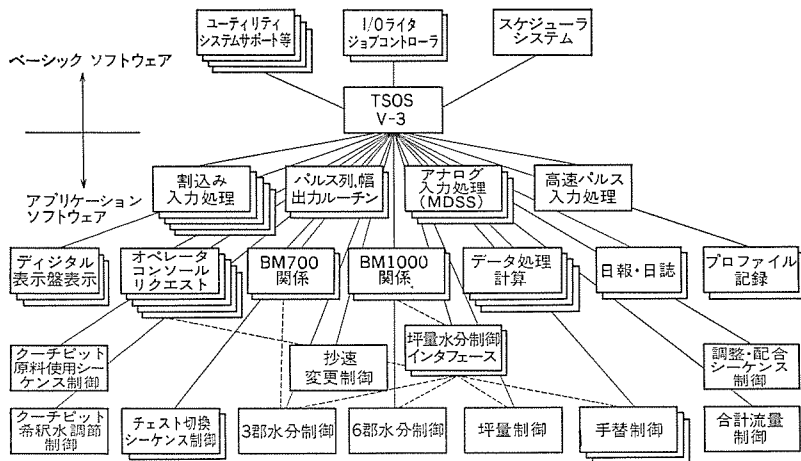 ユーティリティ
システムサポート等
I/Oライタ
ジョブコントローラ
スケジューラ
システム
ベーシック ソフトウェア
TSOS
V-3
アプリケーション
ソフトウェア
割込み
入力処理
パルス列,幅
出力ルーチン
アナログ
入力処理
(MDSS)
高速パルス
入力処理
ディジタル
表示盤表示
オペレータ
コンソール
リクエスト
BM700
関係
BM1000
関係
データ処理
計算
日報・日誌
プロファイル
記録
クーチピット
原料使用シー
ケンス制御
抄速
変更制御
坪量水分制御
インタフェース
調整・配合
シーケンス
制御
クーチピット
希釈水調節
制御
チェスト切換
シーケンス制御
3郡水分制御
6郡水分制御
坪量制御
手替制御
合計流量
制御